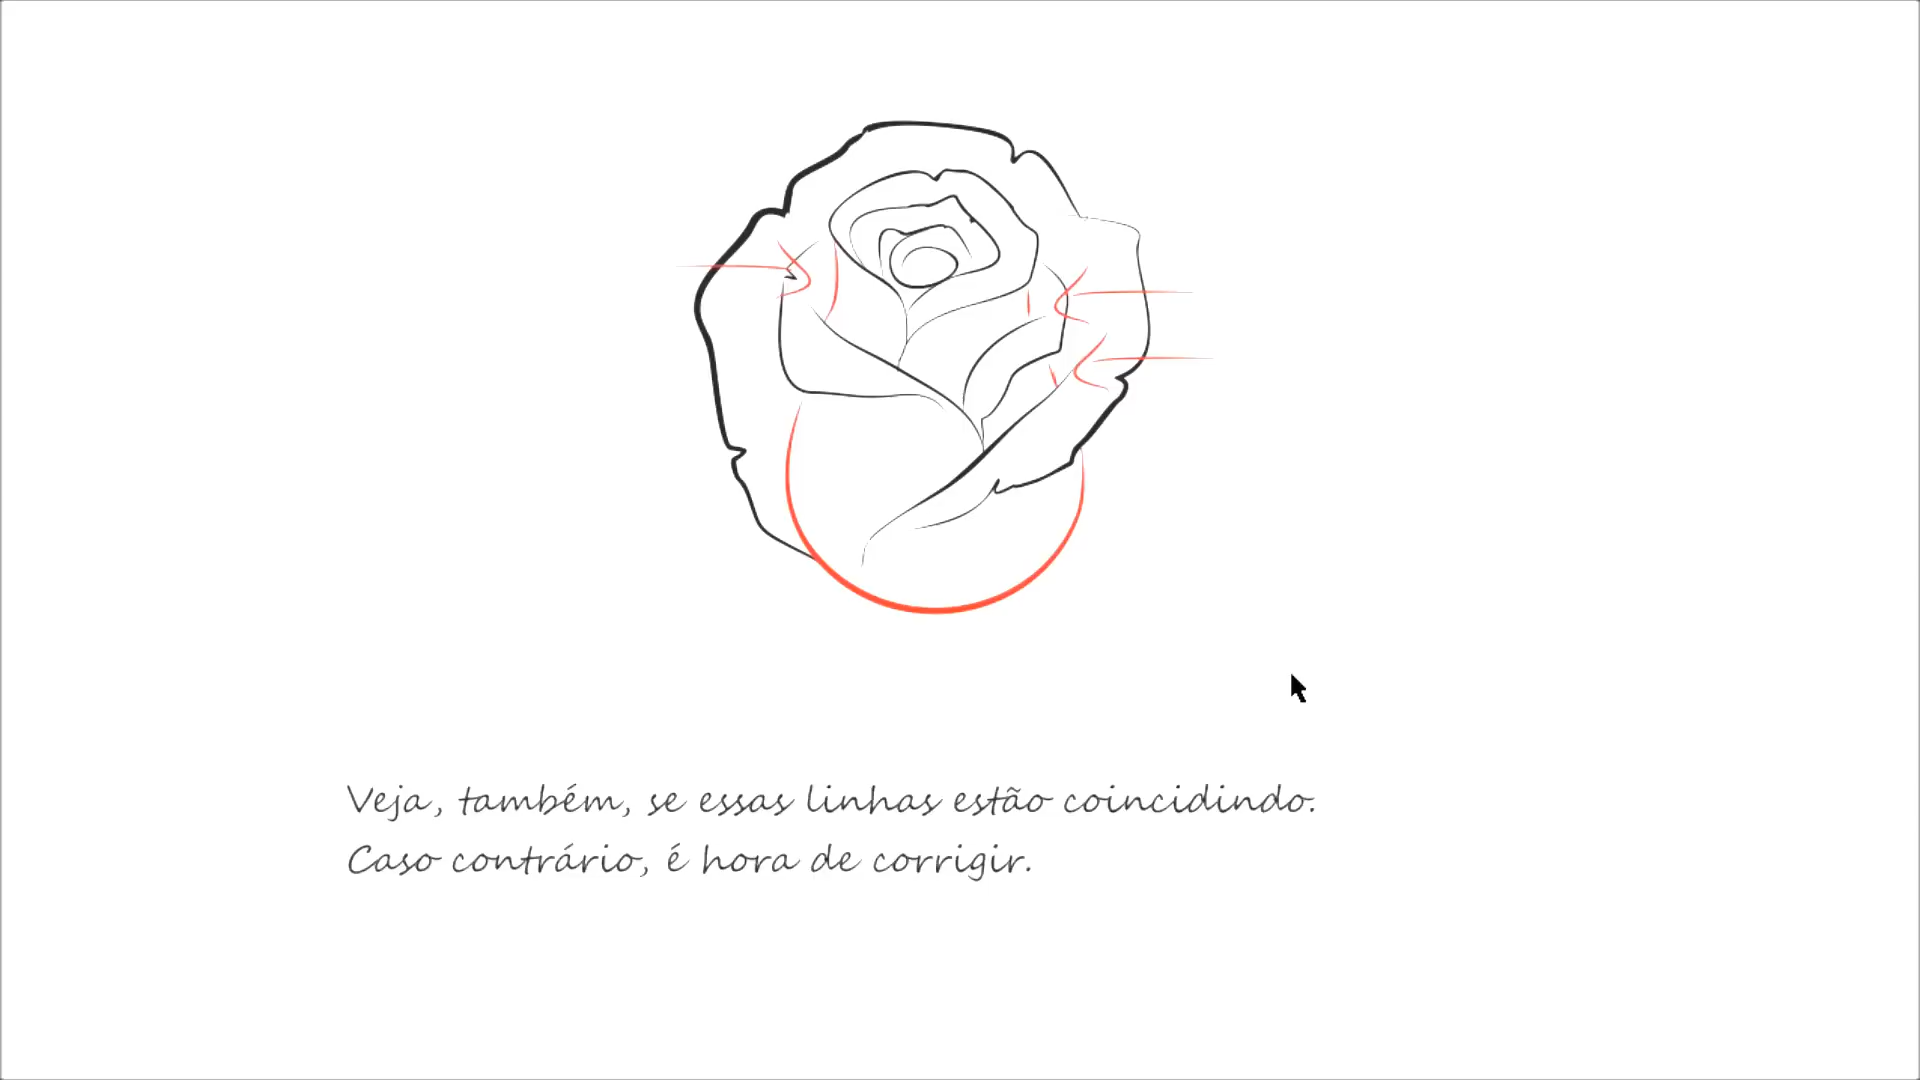 Veja, também, se essas linhas estão coincidindo.
Caso contrário, é hora de corrigir.